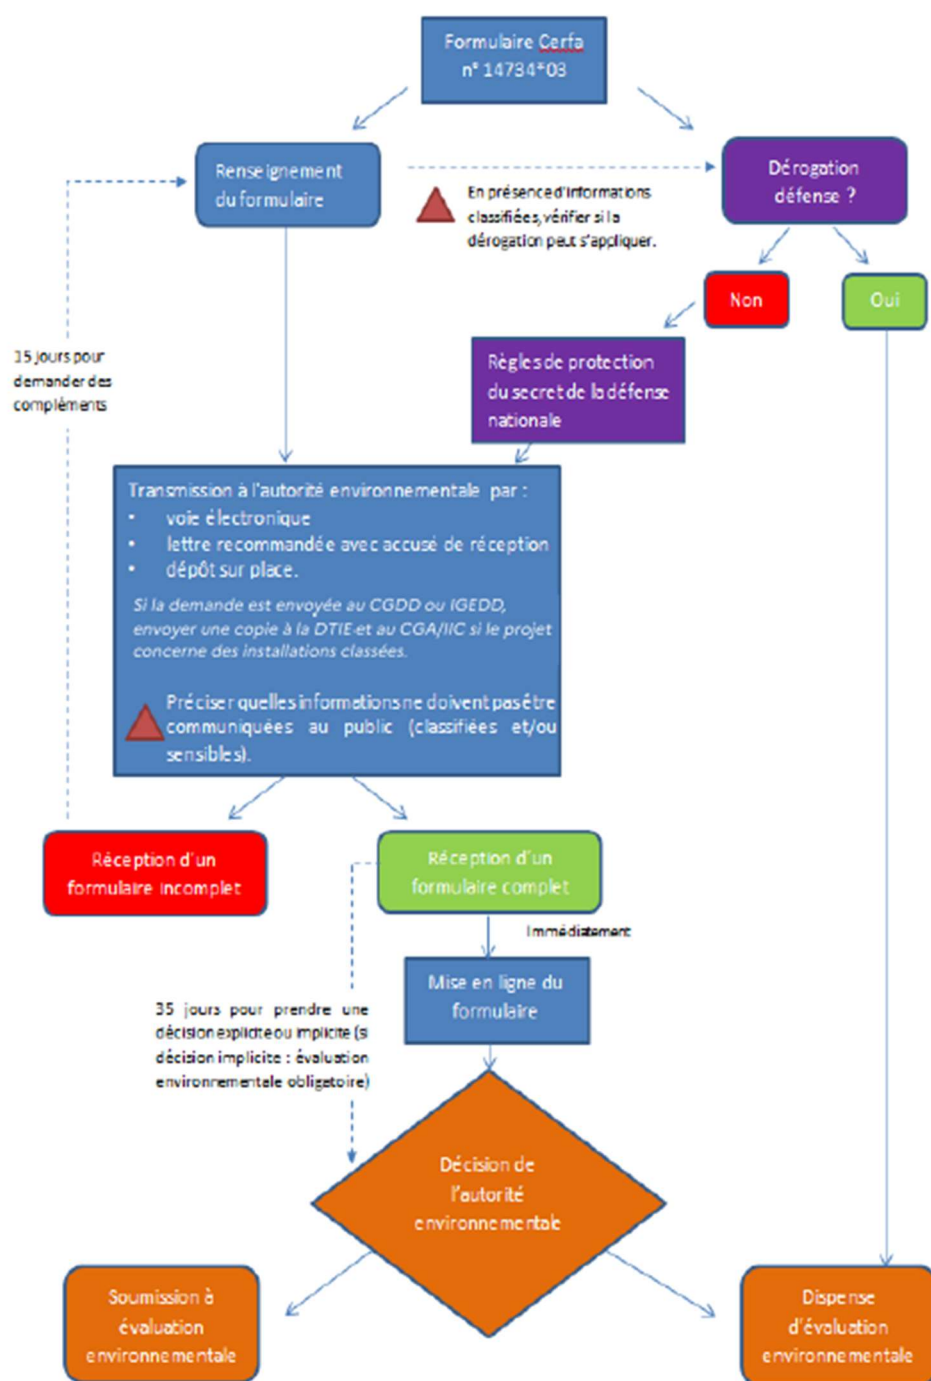 Formulaire Cerfa
n° 14734*03
Renseignement
du formulaire
Dérogation
défense ?
En présence d'informations
classifiées, vérifier si la
dérogation peut s'appliquer.
Non
Oui
15 jours pour
demander des
compléments
Règles de protection
du secret de la défense
nationale
Transmission à l'autorité environnementale par :
• voie électronique
• lettre recommandée avec accusé de réception
• dépôt sur place.
Si la demande est envoyée au CGDD ou IGEDD,
envoyer une copie à la DTIE et au CGA/IIC si le projet
concerne des installations classées.
Préciser quelles informations ne doivent pas être
communiquées au public (classifiées et/ou
sensibles).
Réception d'un
formulaire incomplet
Réception d'un
formulaire complet
Immédiatement
Mise en ligne du
formulaire
35 jours pour prendre une
décision explicite ou implicite (si
décision implicite : évaluation
environnementale obligatoire)
Décision de
l'autorité
environnementale
Soumission à
évaluation
environnementale
Dispense
d'évaluation
environnementale